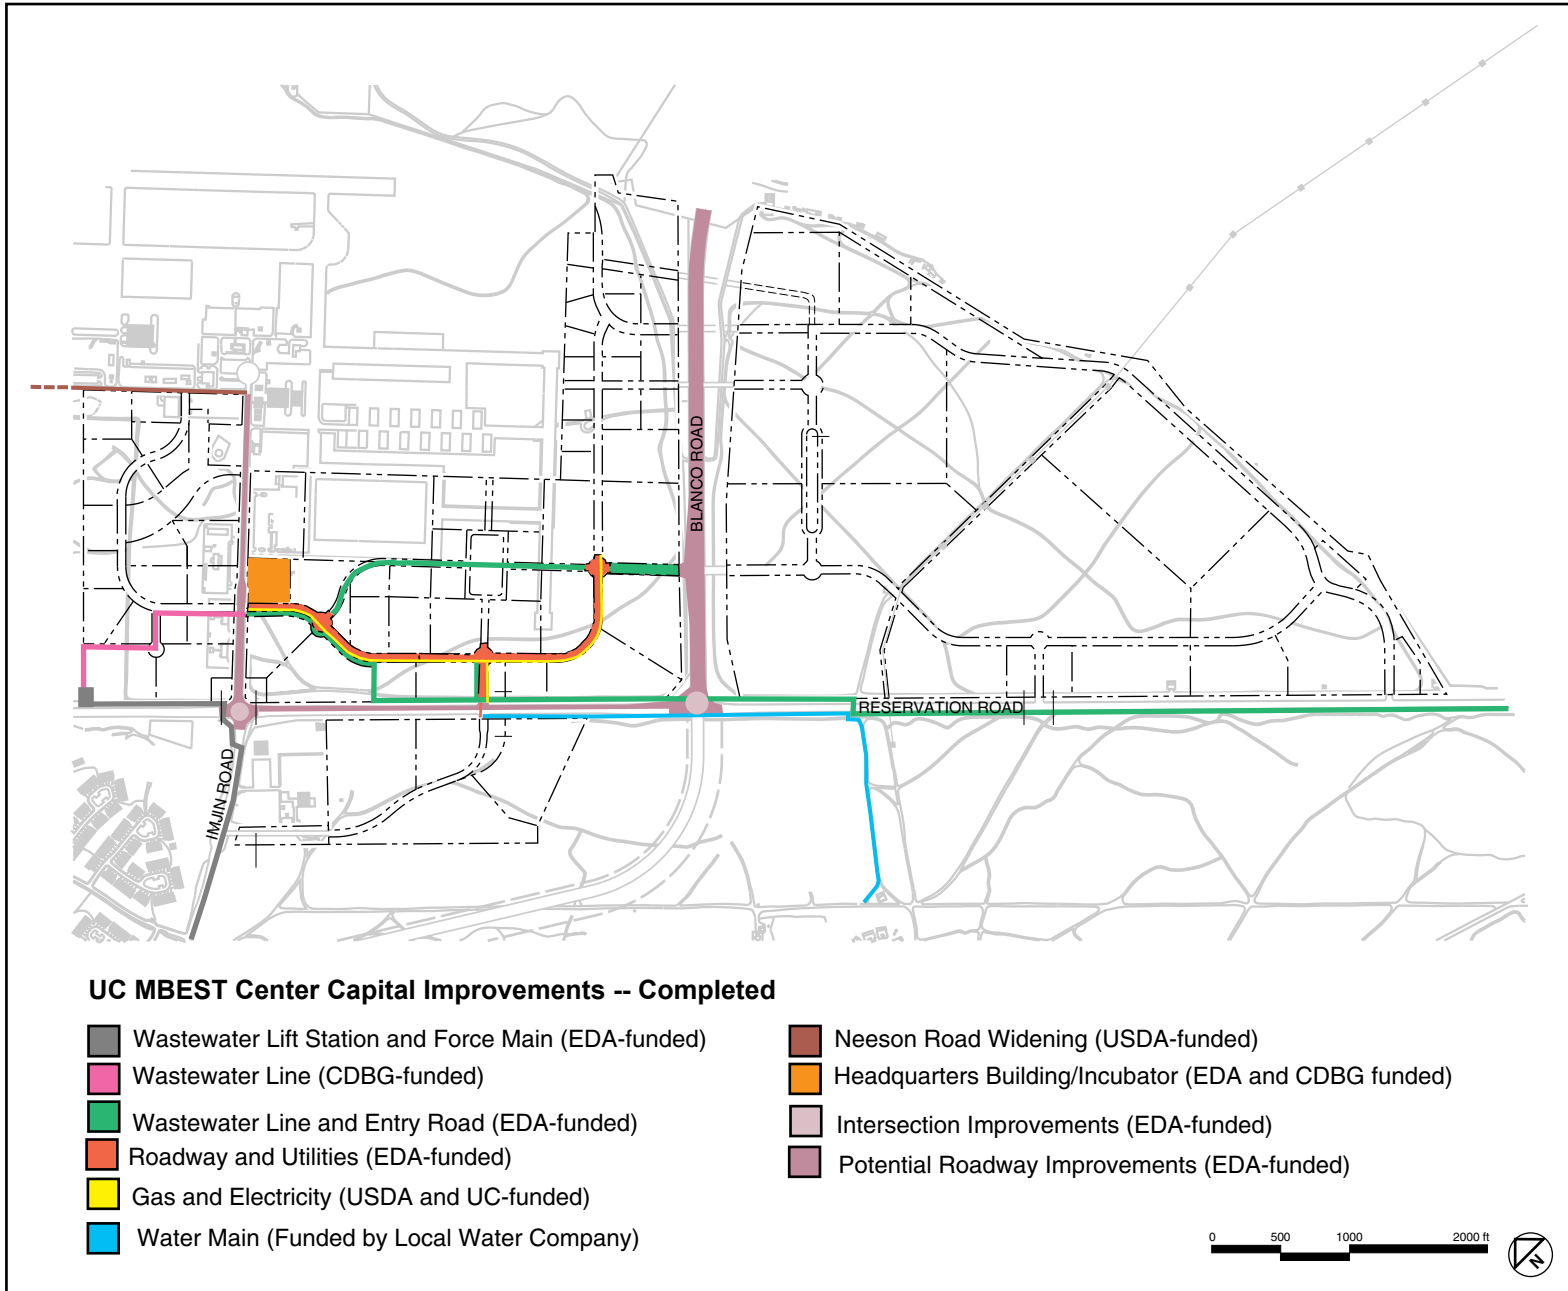 BLANCO ROAD
RESERVATION ROAD
IMJIN ROAD
UC MBEST Center Capital Improvements -- Completed
Wastewater Lift Station and Force Main (EDA-funded)
Wastewater Line (CDBG-funded)
Wastewater Line and Entry Road (EDA-funded)
Roadway and Utilities (EDA-funded)
Gas and Electricity (USDA and UC-funded)
Water Main (Funded by Local Water Company)
Neeson Road Widening (USDA-funded)
Headquarters Building/Incubator (EDA and CDBG funded)
Intersection Improvements (EDA-funded)
Potential Roadway Improvements (EDA-funded)
0 500 1000 2000 ft
N